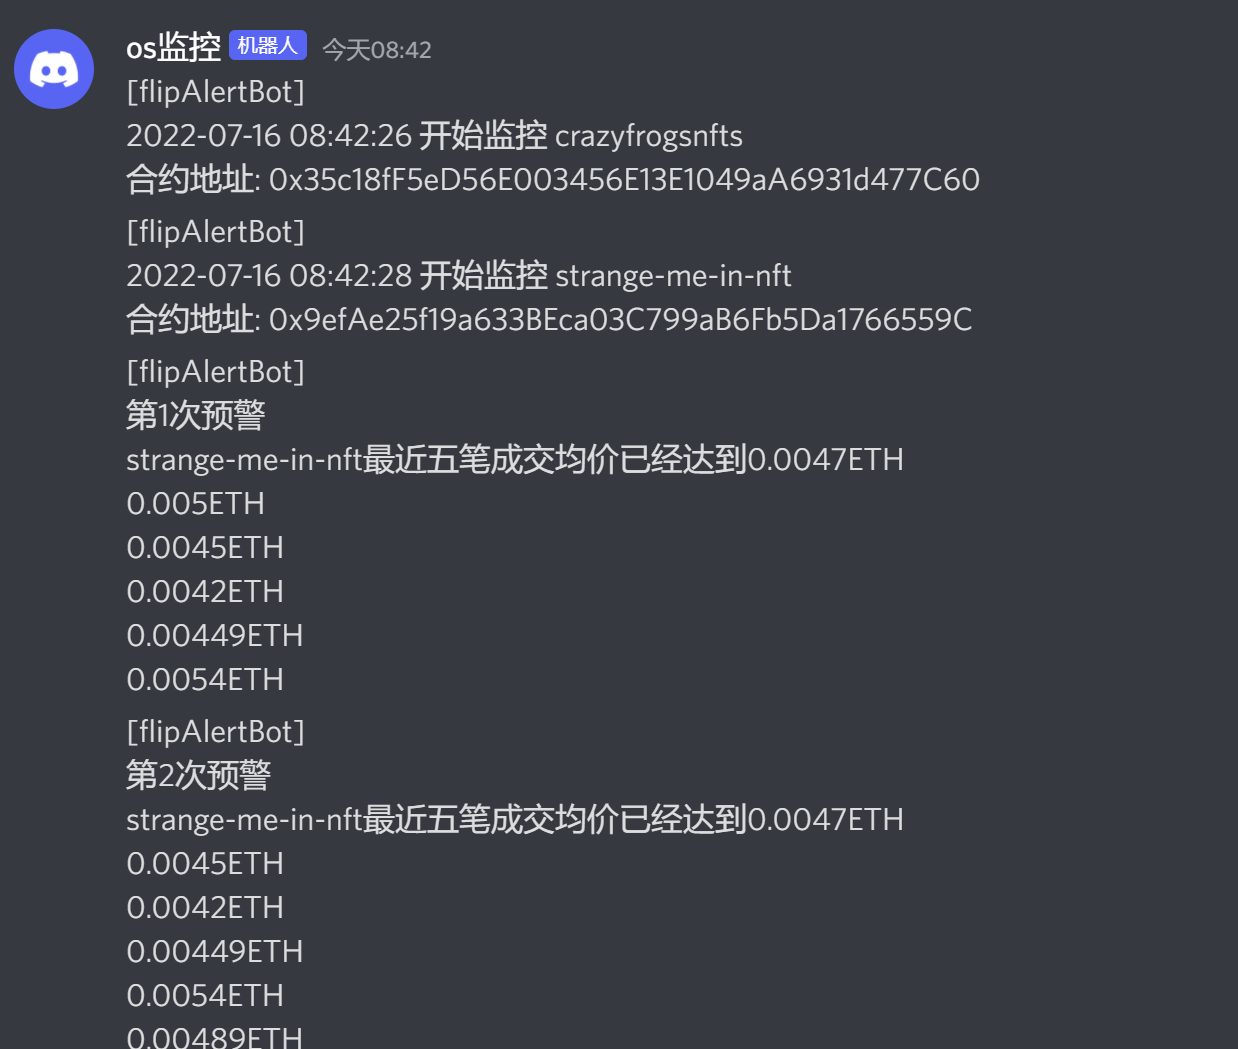 os监控 机器人 今天08:42
[flipAlertBot]
2022-07-16 08:42:26 开始监控 crazyfrogsnfts
合约地址: 0x35c18fF5eD56E003456E13E1049aA6931d477C60
[flipAlertBot]
2022-07-16 08:42:28 开始监控 strange-me-in-nft
合约地址: 0x9efAe25f19a633BEca03C799aB6Fb5Da1766559C
[flipAlertBot]
第1次预警
strange-me-in-nft最近五笔成交均价已经达到0.0047ETH
0.005ETH
0.0045ETH
0.0042ETH
0.00449ETH
0.0054ETH
[flipAlertBot]
第2次预警
strange-me-in-nft最近五笔成交均价已经达到0.0047ETH
0.0045ETH
0.0042ETH
0.00449ETH
0.0054ETH
0.00489ETH